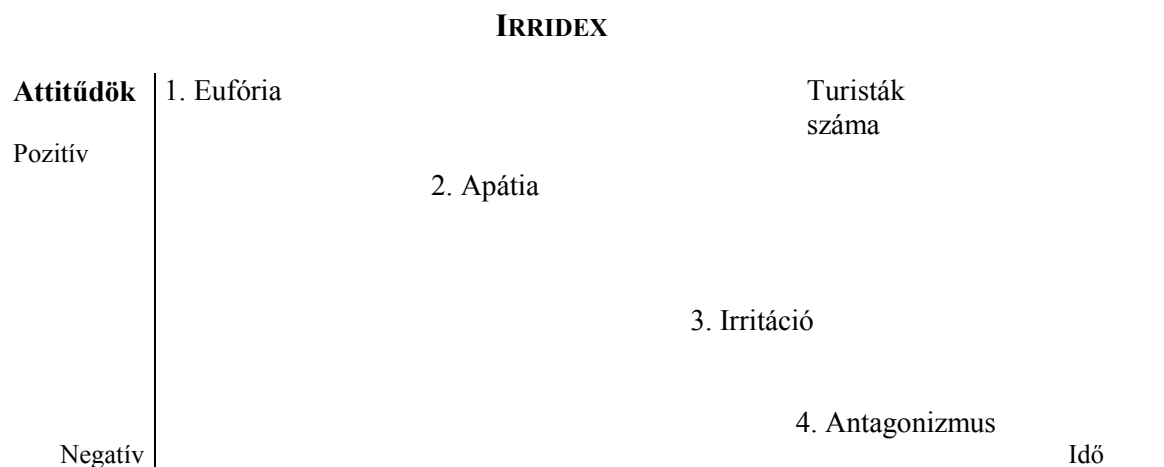 IRRIDEX
Attitűdök 1. Eufória Turisták
száma
Pozitív
2. Apátia
3. Irritáció
4. Antagonizmus
Negatív Idő